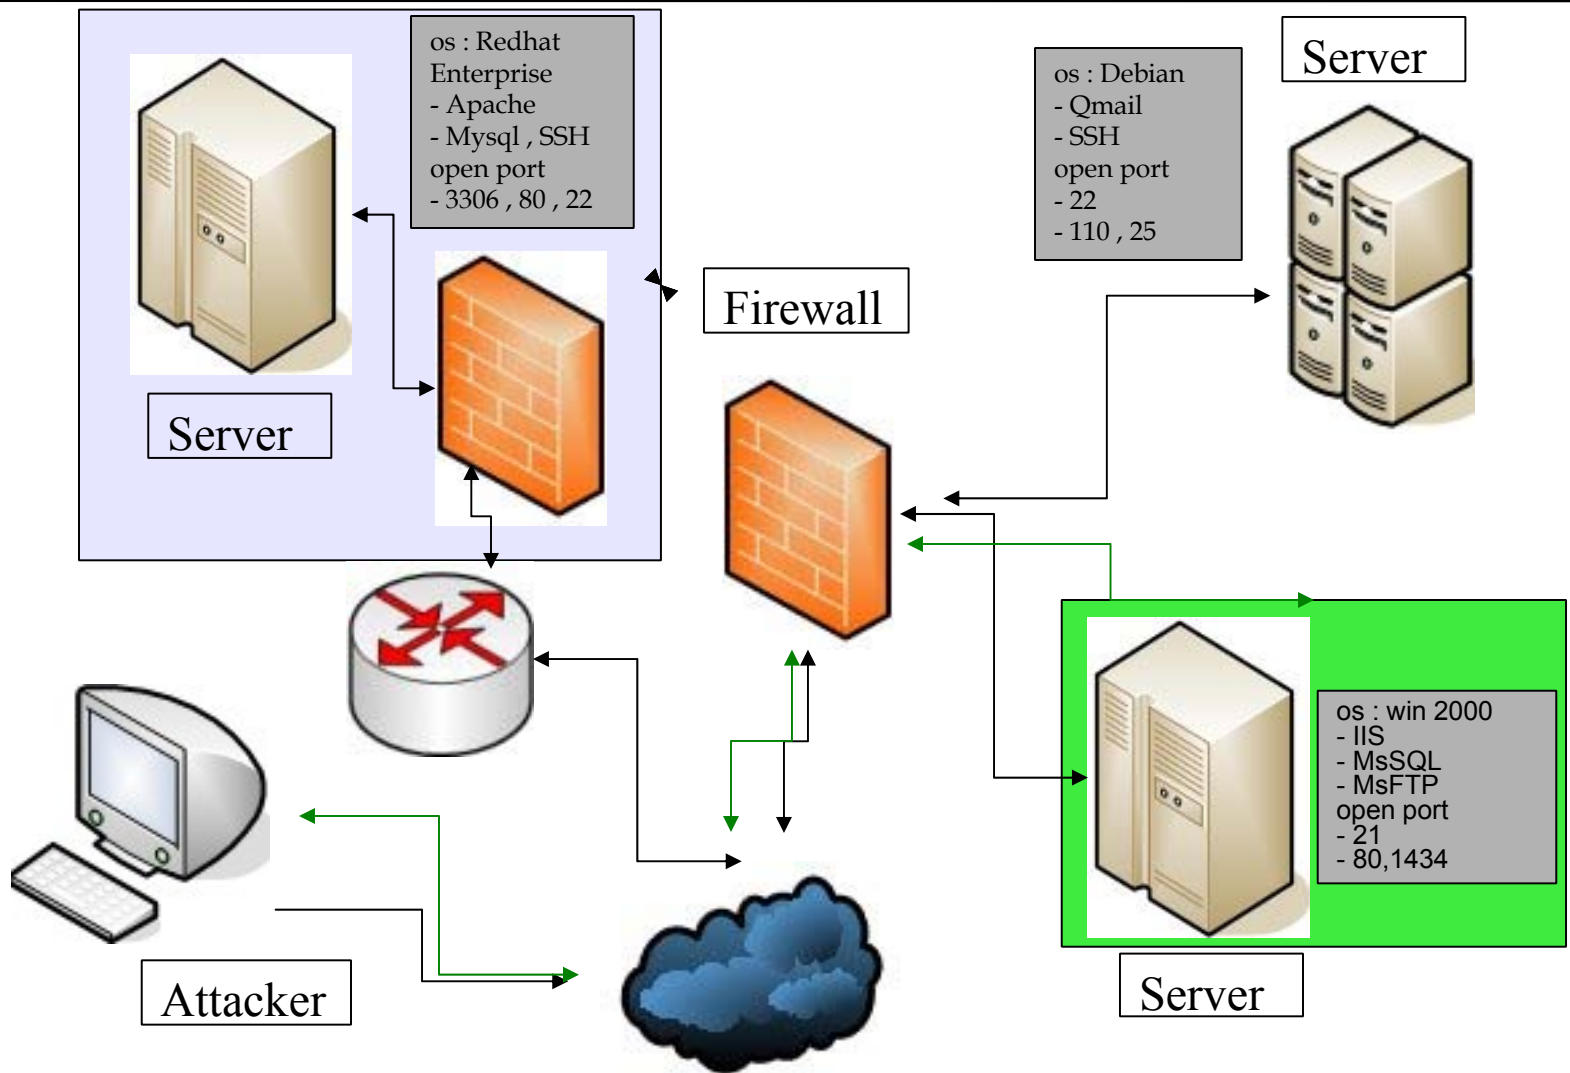 os : Redhat
Enterprise
- Apache
- Mysql , SSH
open port
- 3306 , 80 , 22
Server
os : Debian
- Qmail
- SSH
open port
- 22
- 110 , 25
Server
Firewall
os : win 2000
- IIS
- MsSQL
- MsFTP
open port
- 21
- 80,1434
Attacker
Server